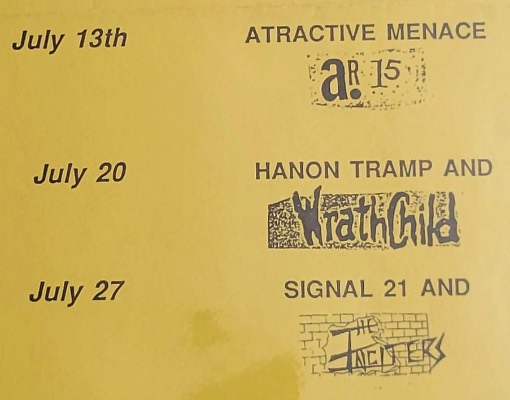 July 13th ATRACTIVE MENACE
aR. 15
July 20 HANON TRAMP AND
WrathChild
July 27 SIGNAL 21 AND
THE INCITERS